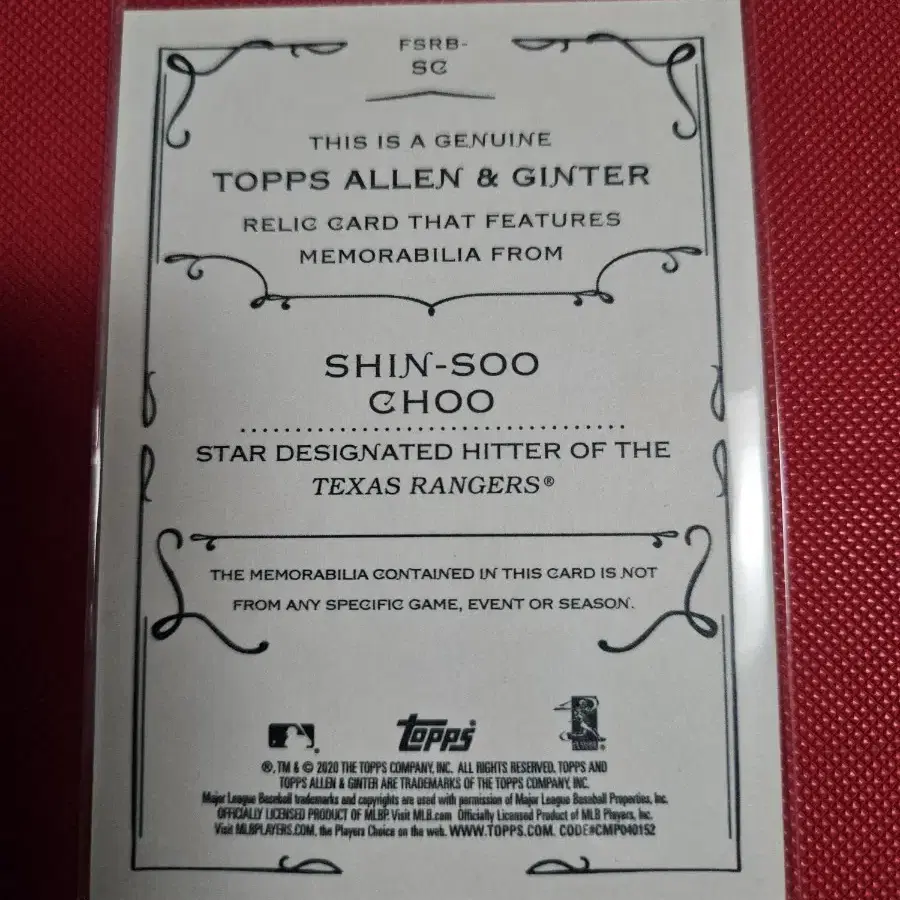 FSRB-
SC
THIS IS A GENUINE
TOPPS ALLEN & GINTER
RELIC CARD THAT FEATURES
MEMORABILIA FROM
SHIN-SOO
CHOO
STAR DESIGNATED HITTER OF THE
TEXAS RANGERS®
THE MEMORABILIA CONTAINED IN THIS CARD IS NOT
FROM ANY SPECIFIC GAME, EVENT OR SEASON.
topps
®, TM & © 2020 THE TOPPS COMPANY, INC. ALL RIGHTS RESERVED. TOPPS AND
TOPPS ALLEN & GINTER ARE TRADEMARKS OF THE TOPPS COMPANY, INC.
Major League Baseball trademarks and copyrights are used with permission of Major League Baseball Properties, Inc.
OFFICIALLY LICENSED PRODUCT OF MLBP. Visit MLB.com Officially Licensed Product of MLB Players, Inc.
Visit MLBPLAYERS.COM, the Players Choice on the web. WWW.TOPPS.COM. CODE#CMP040152